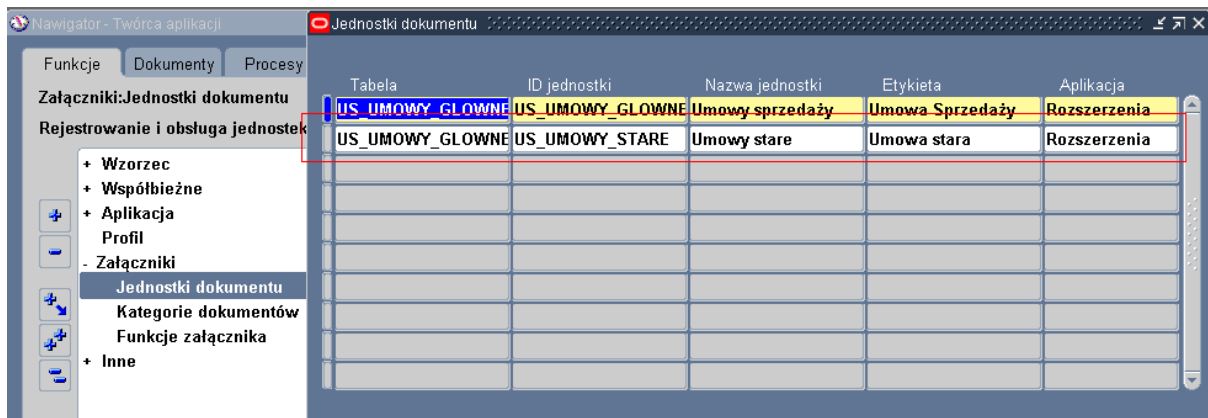 Nawigator - Twórca aplikacji
Funkcje Dokumenty Procesy
Załączniki:Jednostki dokumentu
Rejestrowanie i obsługa jednostek
+ Wzorzec
+ Współbieżne
+ Aplikacja
Profil
- Załączniki
Jednostki dokumentu
Kategorie dokumentów
Funkcje załącznika
+ Inne
Jednostki dokumentu
Tabela ID jednostki Nazwa jednostki Etykieta Aplikacja
US_UMOWY_GLOWNE US_UMOWY_GLOWNE Umowy sprzedaży Umowa Sprzedaży Rozszerzenia
US_UMOWY_GLOWNE US_UMOWY_STARE Umowy stare Umowa stara Rozszerzenia